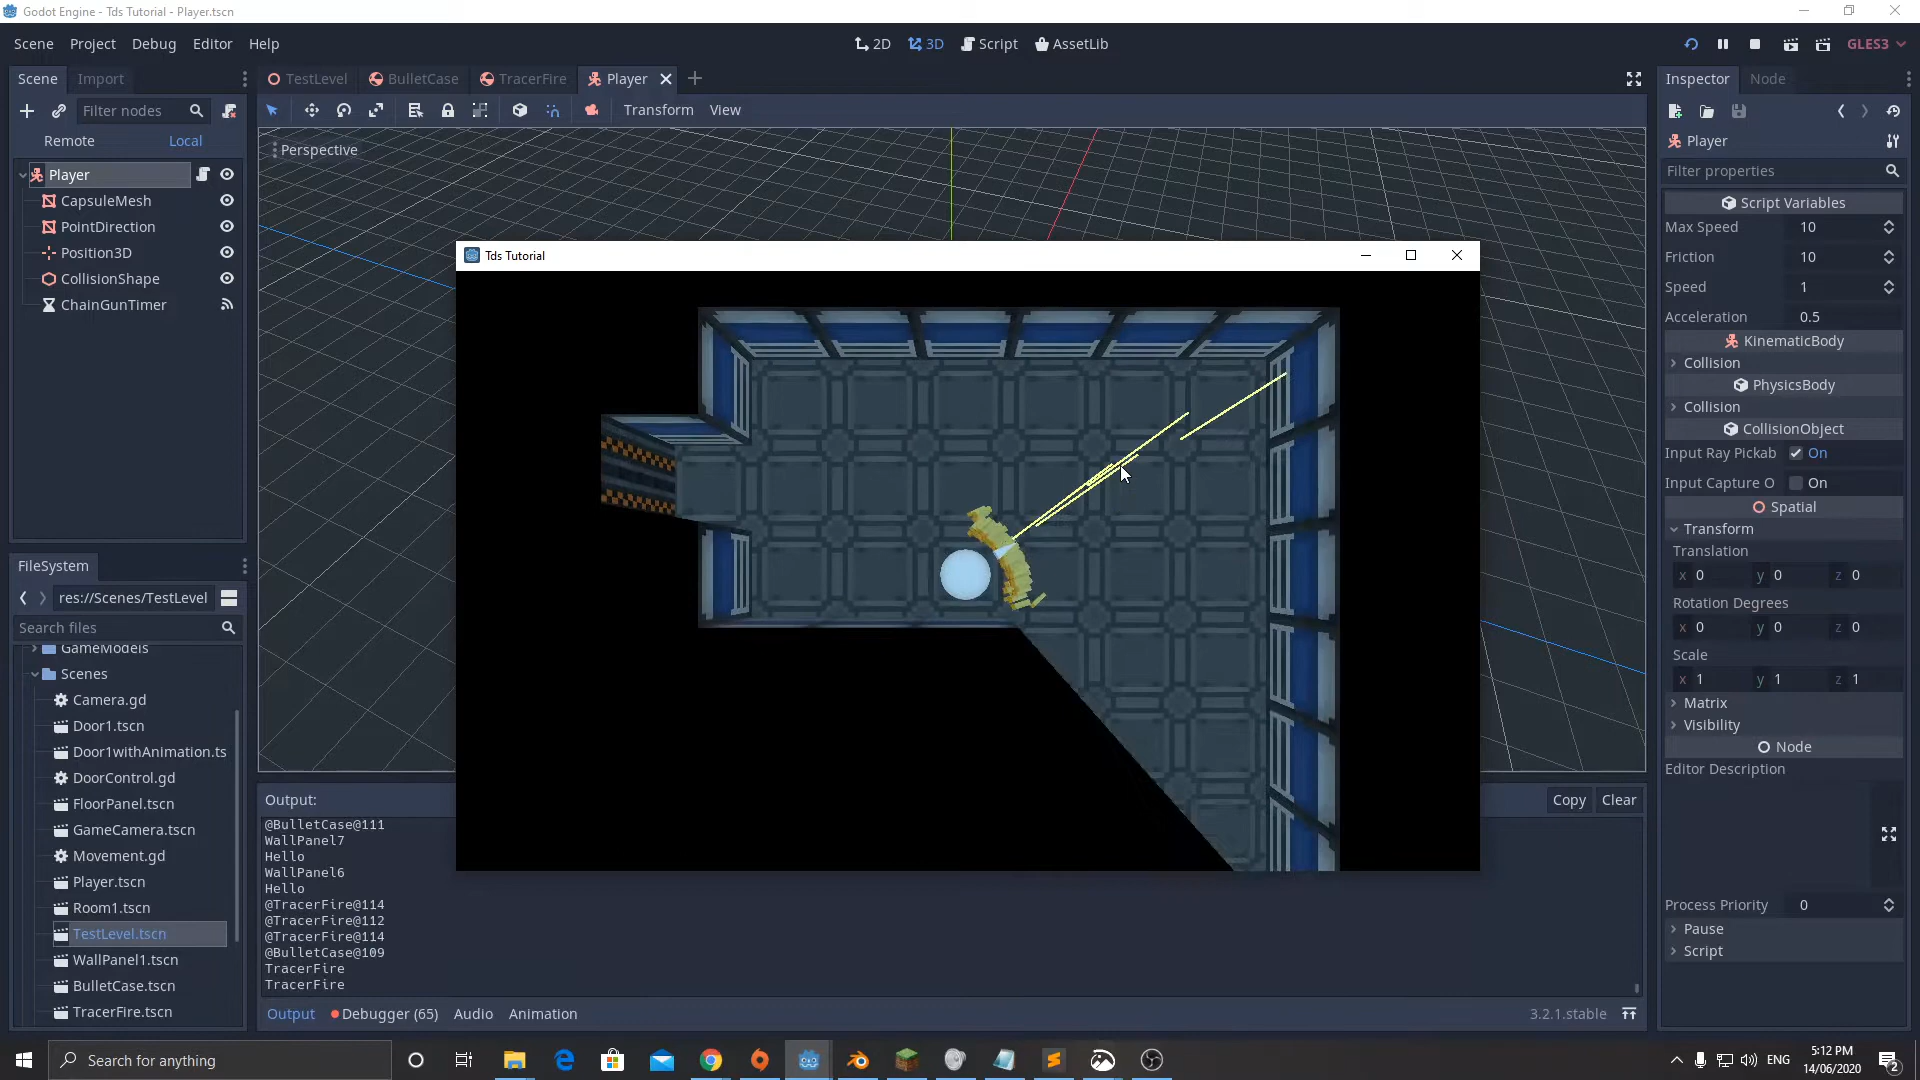 Godot Engine - Tds Tutorial - Player.tscn
Scene Project Debug Editor Help
2D 3D Script AssetLib
GLES3
Scene Import
TestLevel BulletCase TracerFire Player
Inspector Node
Filter nodes
Transform View
Remote Local
Perspective
Player
CapsuleMesh
PointDirection
Position3D
CollisionShape
ChainGunTimer
Tds Tutorial
FileSystem
res://Scenes/TestLevel
Search files
GameModels
Scenes
Camera.gd
Door1.tscn
Door1withAnimation.ts
DoorControl.gd
FloorPanel.tscn
GameCamera.tscn
Movement.gd
Player.tscn
Room1.tscn
TestLevel.tscn
WallPanel1.tscn
BulletCase.tscn
TracerFire.tscn
Output:
Copy Clear
@BulletCase@111
WallPanel7
Hello
WallPanel6
Hello
@TracerFire@114
@TracerFire@112
@TracerFire@114
@BulletCase@109
TracerFire
TracerFire
Output Debugger (65) Audio Animation
3.2.1.stable
Player
Filter properties
Script Variables
Max Speed 10
Friction 10
Speed 1
Acceleration 0.5
KinematicBody
Collision
PhysicsBody
Collision
CollisionObject
Input Ray Pickab On
Input Capture O On
Spatial
Transform
Translation
x 0 y 0 z 0
Rotation Degrees
x 0 y 0 z 0
Scale
x 1 y 1 z 1
Matrix
Visibility
Node
Editor Description
Process Priority 0
Pause
Script
Search for anything
ENG
5:12 PM
14/06/2020
2